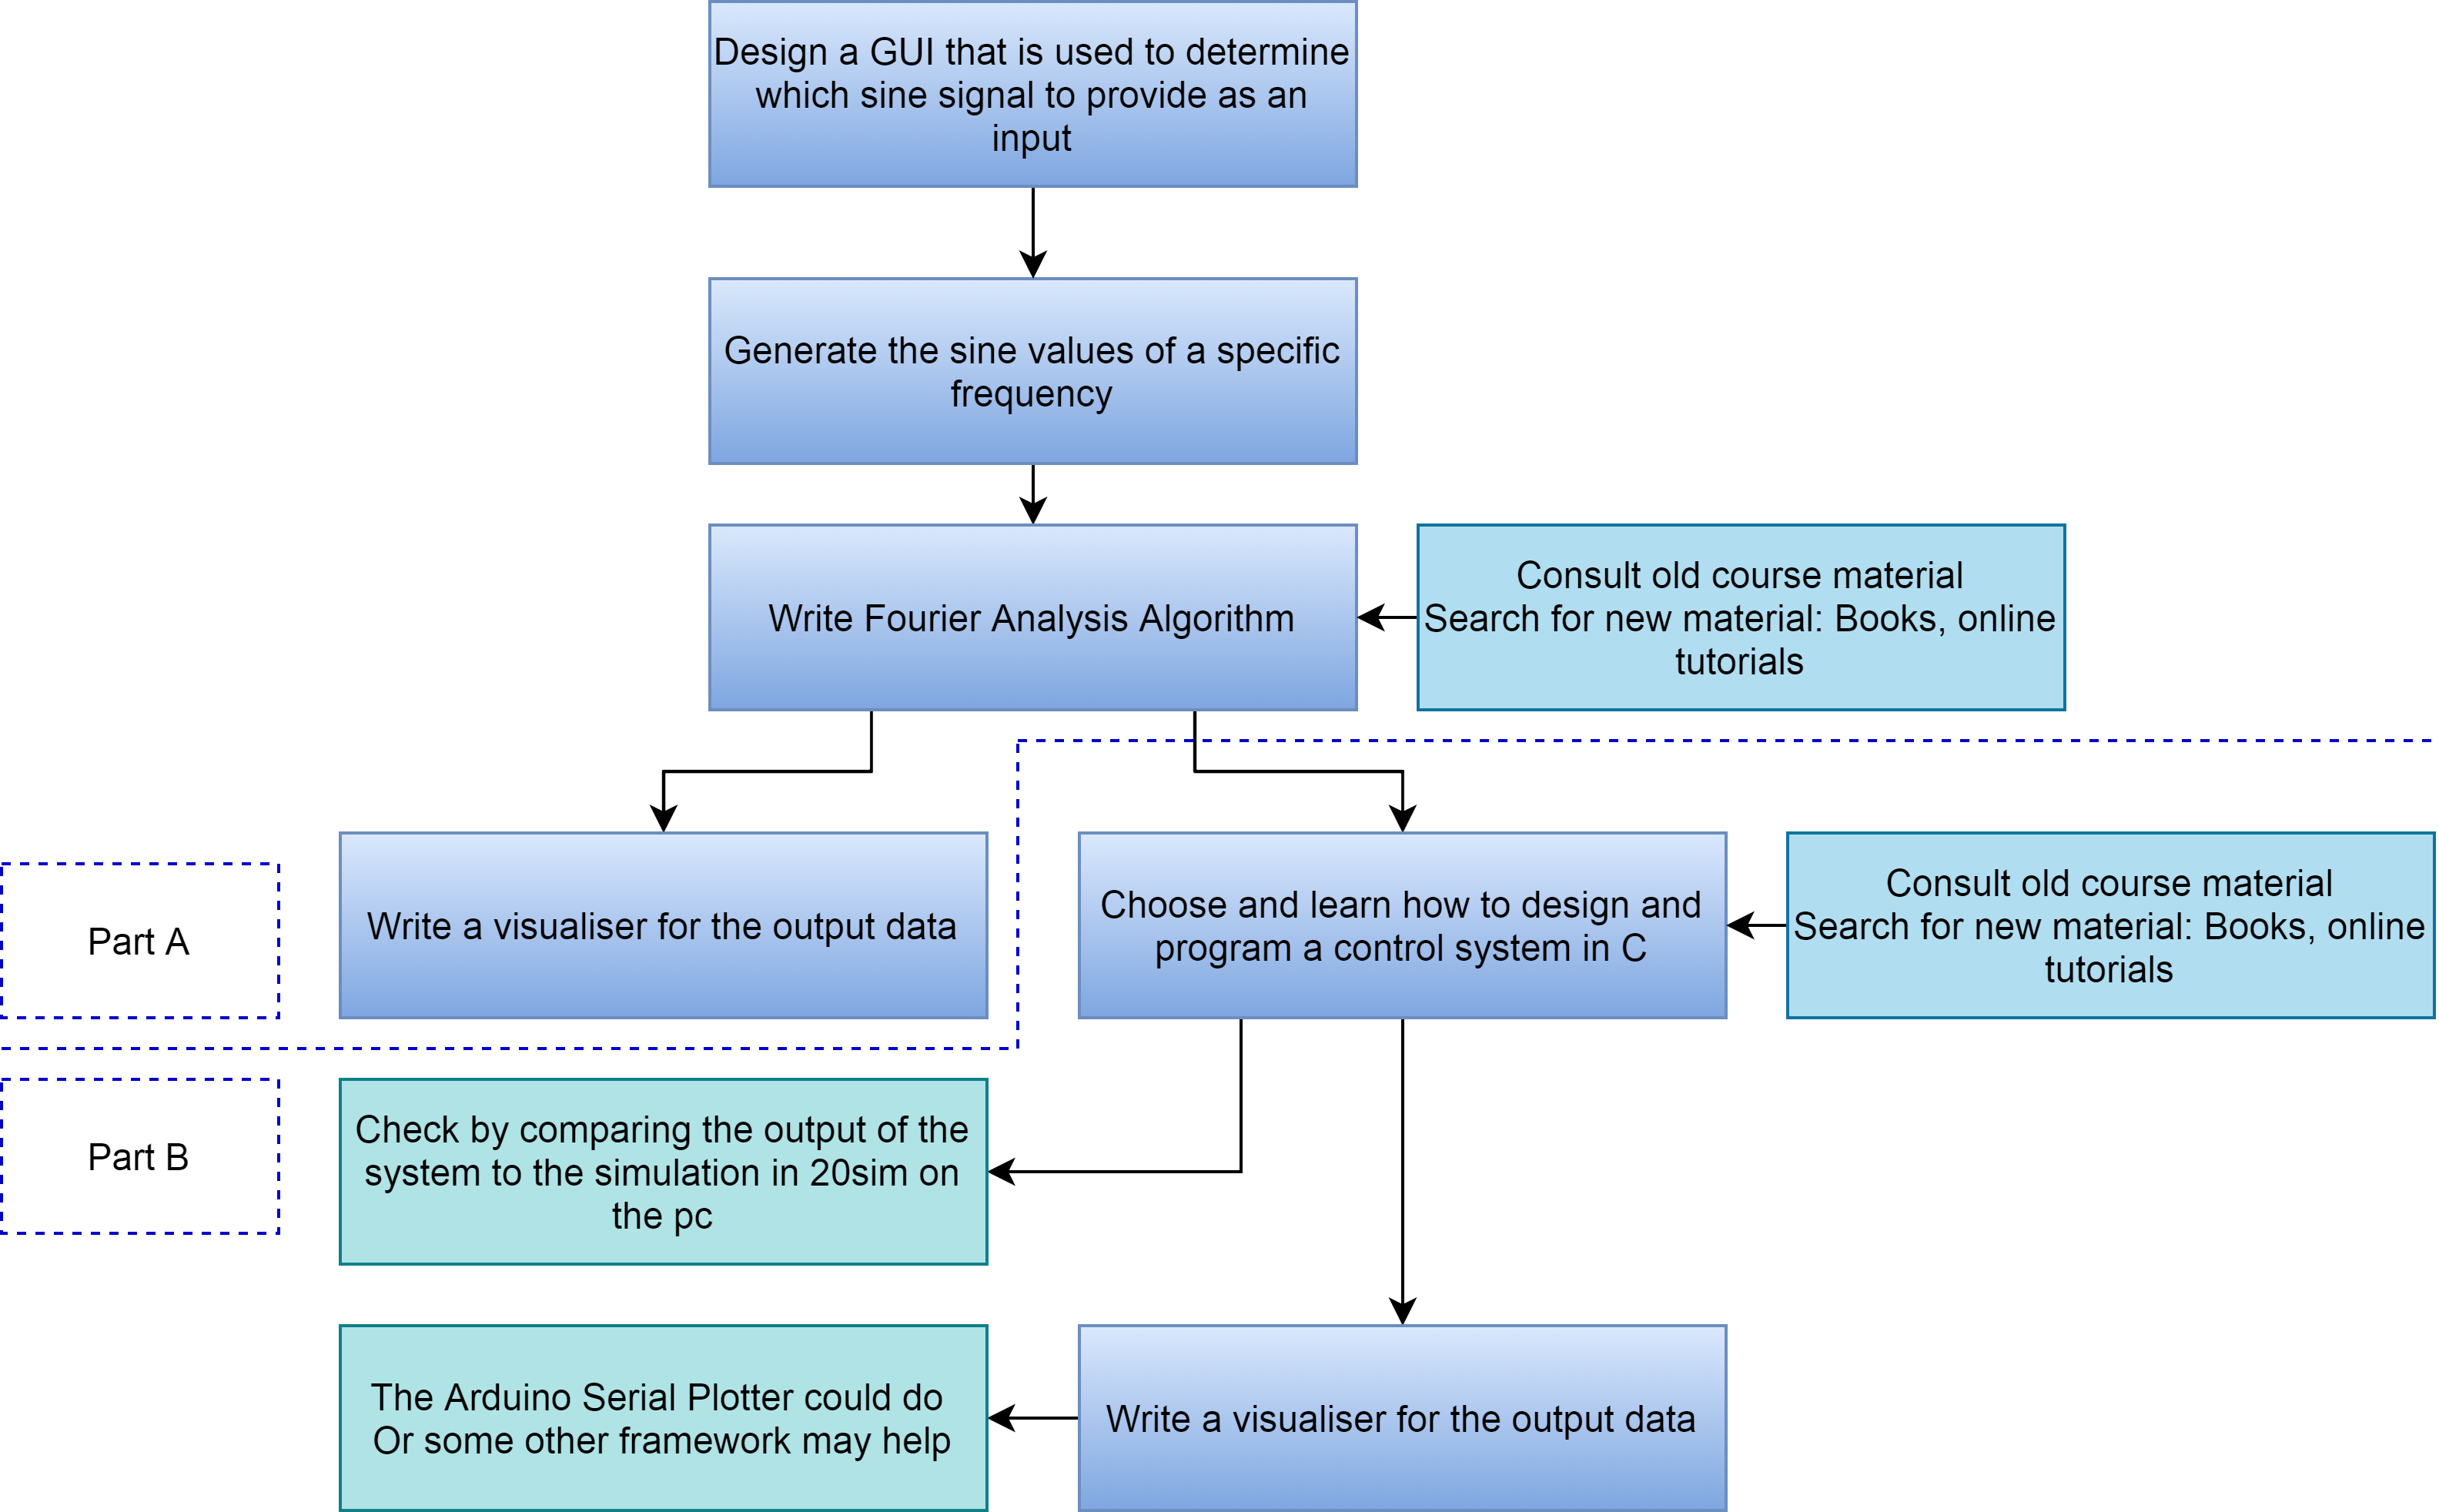 Design a GUI that is used to determine
which sine signal to provide as an
input
Generate the sine values of a specific
frequency
Write Fourier Analysis Algorithm
Consult old course material
Search for new material: Books, online
tutorials
Part A
Write a visualiser for the output data
Choose and learn how to design and
program a control system in C
Consult old course material
Search for new material: Books, online
tutorials
Part B
Check by comparing the output of the
system to the simulation in 20sim on
the pc
The Arduino Serial Plotter could do
Or some other framework may help
Write a visualiser for the output data